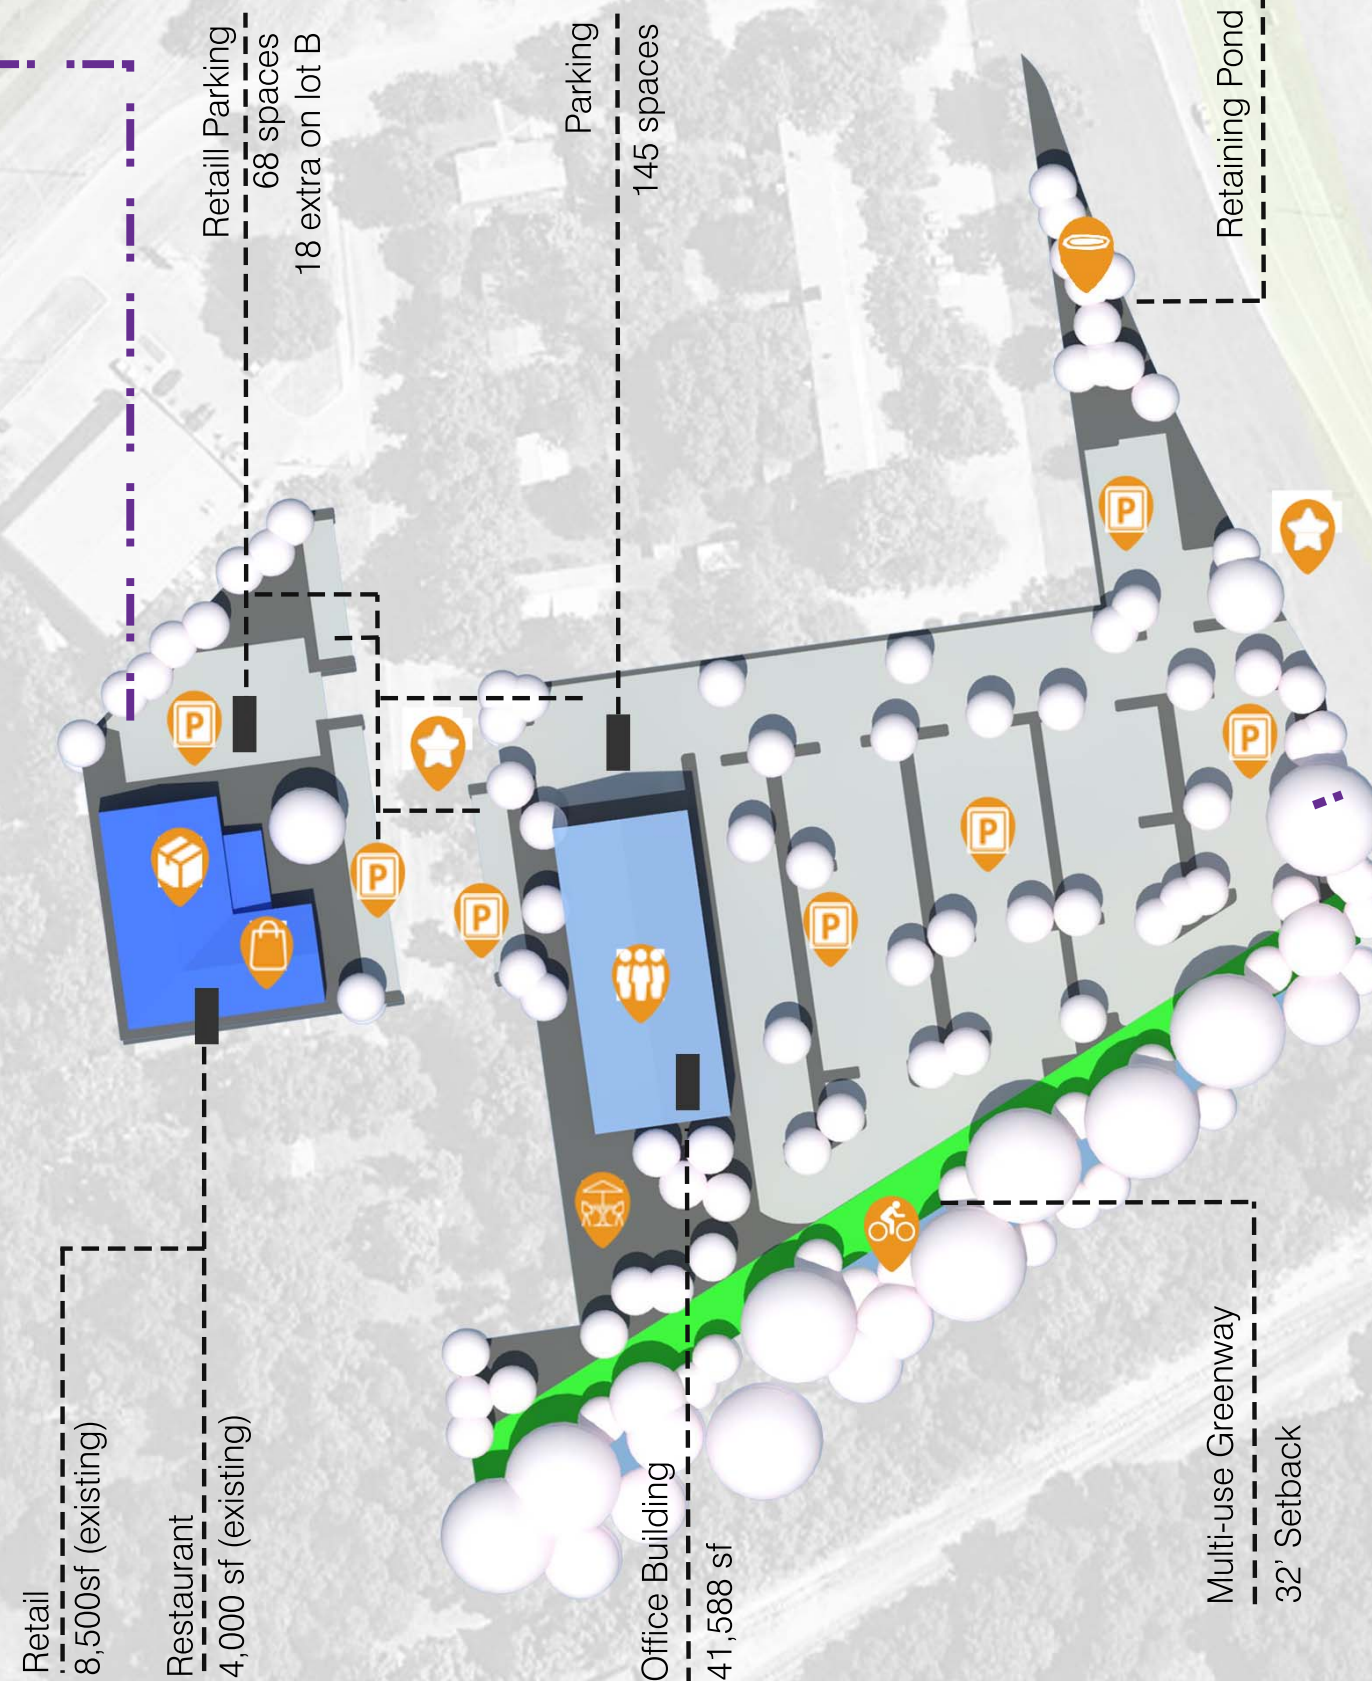 Retail
8,500sf (existing)
Restaurant
4,000 sf (existing)
Retaill Parking
68 spaces
18 extra on lot B
Parking
145 spaces
Office Building
41,588 sf
Retaining Pond
Multi-use Greenway
32' Setback
P
P
P
P
P
P
P